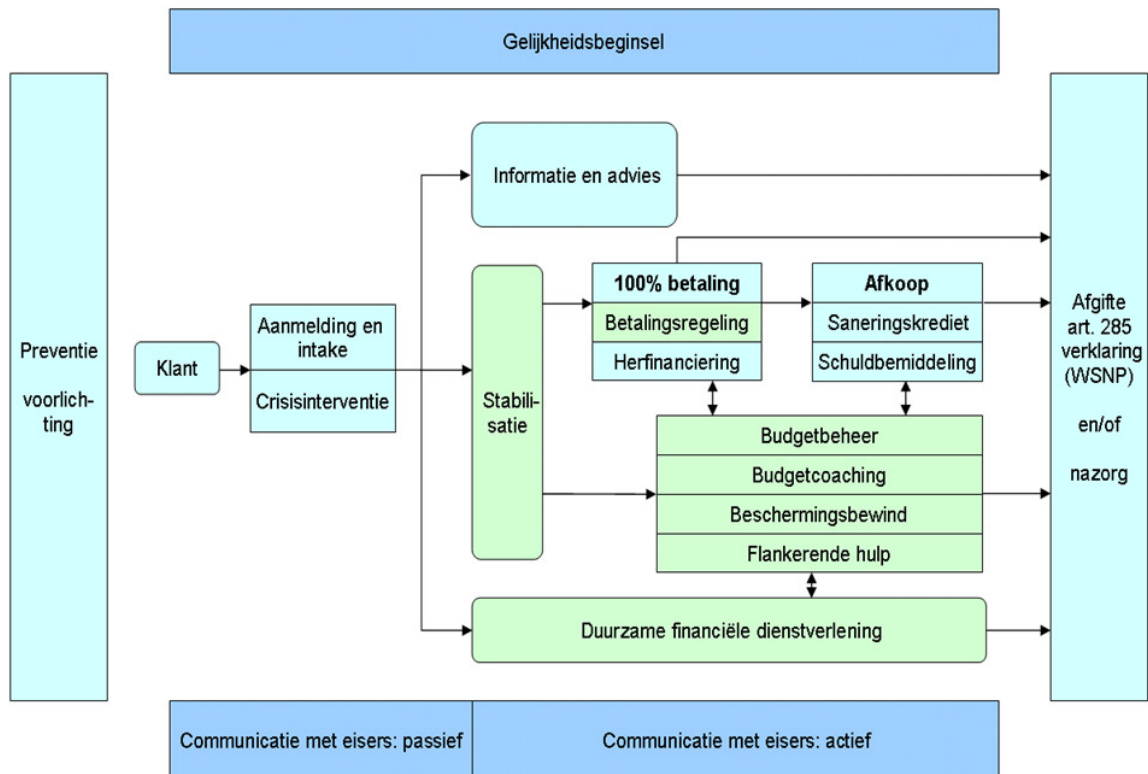 Gelijkheidsbeginsel
Preventie
voorlich-
ting
Klant
Aanmelding en
intake
Crisisinterventie
Informatie en advies
Stabili-
satie
100% betaling
Betalingsregeling
Herfinanciering
Afkoop
Saneringskrediet
Schuldbemiddeling
Budgetbeheer
Budgetcoaching
Beschermingsbewind
Flankerende hulp
Duurzame financiële dienstverlening
Afgifte
art. 285
verklaring
(WSNP)
en/of
nazorg
Communicatie met eisers: passief
Communicatie met eisers: actief